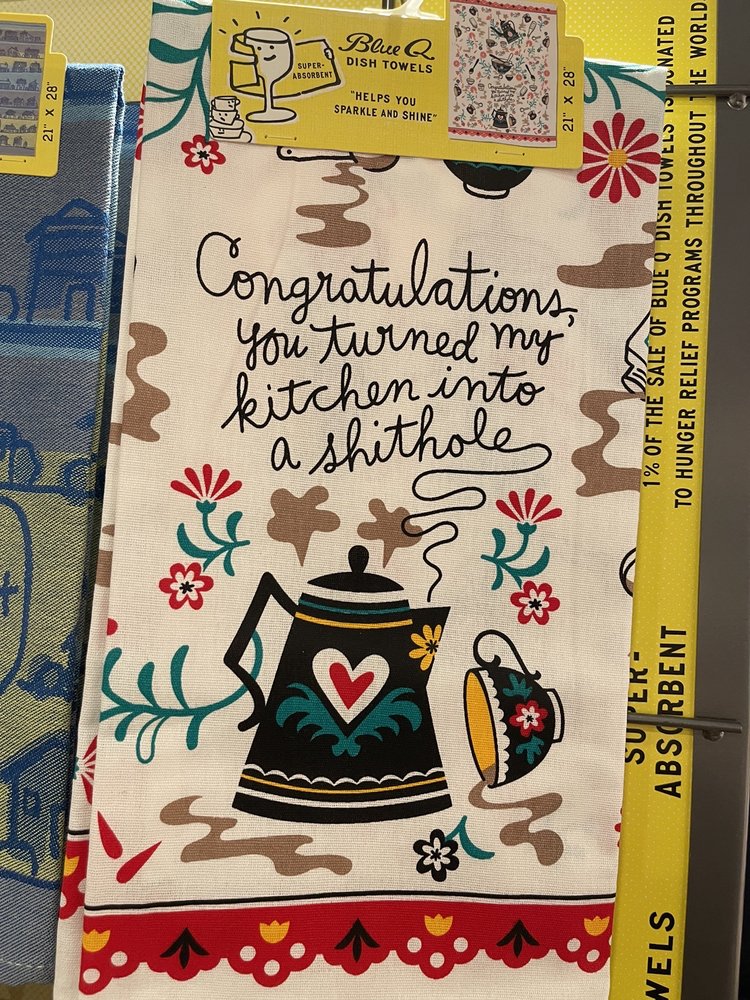 SUPER-
ABSORBENT
Blue Q
DISH TOWELS
"HELPS YOU
SPARKLE AND SHINE"
21" X 28"
21" X 28"
Congratulations,
you turned my
kitchen into
a shithole
1% OF THE SALE OF BLUE Q DISH TOWELS IS DONATED
TO HUNGER RELIEF PROGRAMS THROUGHOUT THE WORLD
SUPER-
ABSORBENT
WELS